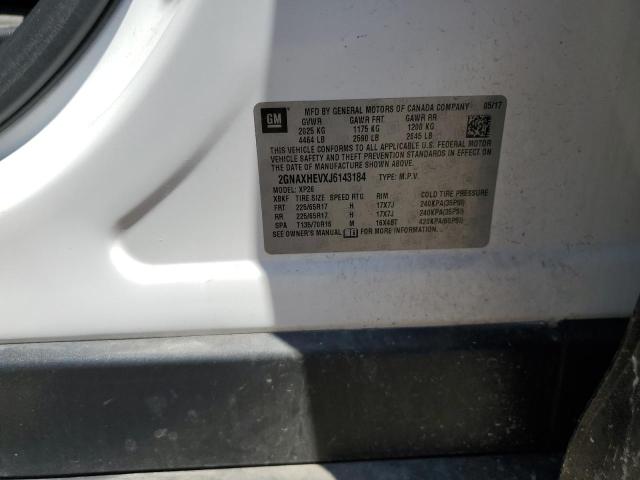 GM
MFD BY GENERAL MOTORS OF CANADA COMPANY 05/17
GVWR GAWR FRT GAWR RR
2025 KG 1175 KG 1200 KG
4464 LB 2590 LB 2645 LB
THIS VEHICLE CONFORMS TO ALL APPLICABLE U.S. FEDERAL MOTOR
VEHICLE SAFETY AND THEFT PREVENTION STANDARDS IN EFFECT ON
THE DATE OF MANUFACTURE SHOWN ABOVE.
2GNAXHEVXJ6143184 TYPE: M.P.V.
MODEL: XP26
XBKF TIRE SIZE SPEED RTG RIM COLD TIRE PRESSURE
FRT 225/65R17 H 17X7J 240KPA(35PSI)
RR 225/65R17 H 17X7J 240KPA(35PSI)
SPA T135/70R16 M 16X4BT 420KPA(60PSI)
SEE OWNER'S MANUAL FOR MORE INFORMATION.